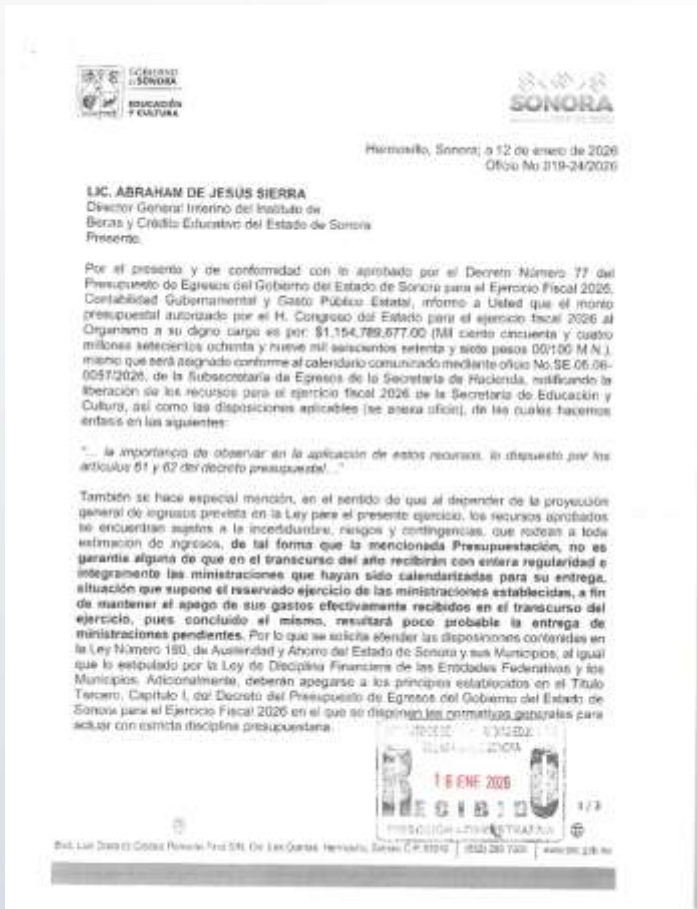 GOBIERNO
DE SONORA
EDUCACIÓN
Y CULTURA
SONORA
Hermosillo, Sonora; a 12 de enero de 2026
Oficio No. 019-24/2026
LIC. ABRAHAM DE JESÚS SIERRA
Director General Interino del Instituto de
Becas y Crédito Educativo del Estado de Sonora
Presente.
Por el presente y de conformidad con lo aprobado por el Decreto Número 77 del
Presupuesto de Egresos del Gobierno del Estado de Sonora para el Ejercicio Fiscal 2026,
Contabilidad Gubernamental y Gasto Público Estatal, informo a Usted que el monto
presupuestal autorizado por el H. Congreso del Estado para el ejercicio fiscal 2026 al
Organismo a su digno cargo es por: $1,154,789,677.00 (Mil ciento cincuenta y cuatro
millones setecientos ochenta y nueve mil seiscientos setenta y siete pesos 00/100 M.N.),
mismo que será asignado conforme al calendario comunicado mediante oficio No.SE.05.06-
0057/2026, de la Subsecretaría de Egresos de la Secretaría de Hacienda, notificando la
liberación de los recursos para el ejercicio fiscal 2026 de la Secretaría de Educación y
Cultura, así como las disposiciones aplicables (se anexa oficio), de las cuales hacemos
énfasis en las siguientes:
"... la importancia de observar en la aplicación de estos recursos, lo dispuesto por los
artículos 61 y 62 del decreto presupuestal..."
También se hace especial mención, en el sentido de que al depender de la proyección
general de ingresos prevista en la Ley para el presente ejercicio, los recursos aprobados
se encuentran sujetos a la incertidumbre, riesgos y contingencias, que rodean a toda
estimación de ingresos, de tal forma que la mencionada Presupuestación, no es
garantía alguna de que en el transcurso del año recibirán con entera regularidad e
íntegramente las ministraciones que hayan sido calendarizadas para su entrega,
situación que supone el reservado ejercicio de las ministraciones establecidas, a fin
de mantener el apego de sus gastos efectivamente recibidos en el transcurso del
ejercicio, pues concluido el mismo, resultará poco probable la entrega de
ministraciones pendientes. Por lo que se solicita atender las disposiciones contenidas en
la Ley Número 180, de Austeridad y Ahorro del Estado de Sonora y sus Municipios, al igual
que lo estipulado por la Ley de Disciplina Financiera de las Entidades Federativas y los
Municipios. Adicionalmente, deberán apegarse a los principios establecidos en el Título
Tercero, Capítulo I, del Decreto del Presupuesto de Egresos del Gobierno del Estado de
Sonora para el Ejercicio Fiscal 2026 en el que se disponen las normativas generales para
actuar con estricta disciplina presupuestaria.
SONORA
16 ENE 2026
RECIBIDO
1/3
Blvd. Luis Donaldo Colosio Murrieta Final S/N, Col. Las Quintas, Hermosillo, Sonora, C.P.